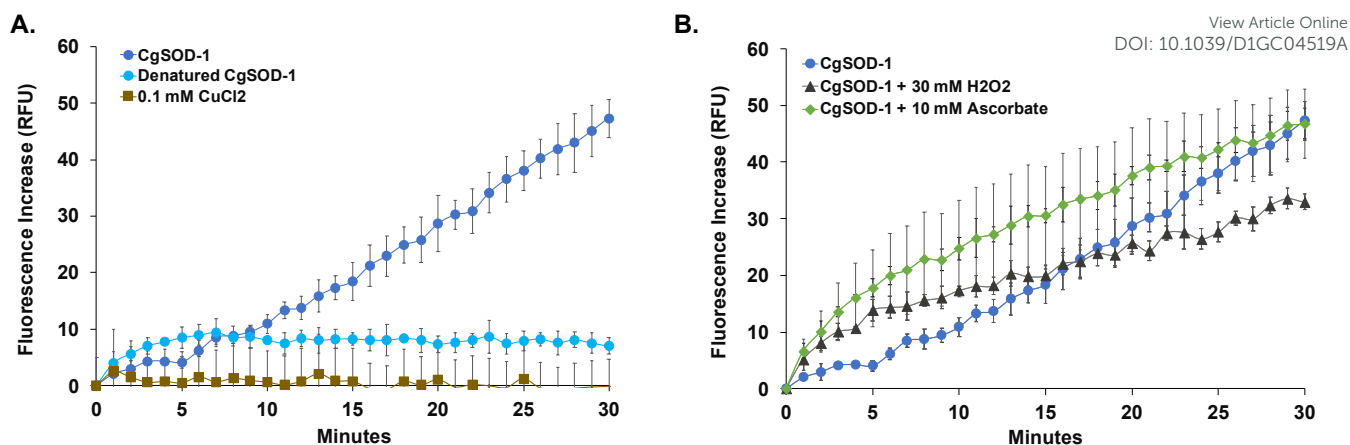 View Article Online
DOI: 10.1039/D1GC04519A
A.
60
50
40
30
20
10
0
Fluorescence Increase (RFU)
CgSOD-1
Denatured CgSOD-1
0.1 mM CuCl2
0 5 10 15 20 25 30
Minutes
B.
60
50
40
30
20
10
0
Fluorescence Increase (RFU)
CgSOD-1
CgSOD-1 + 30 mM H2O2
CgSOD-1 + 10 mM Ascorbate
0 5 10 15 20 25 30
Minutes